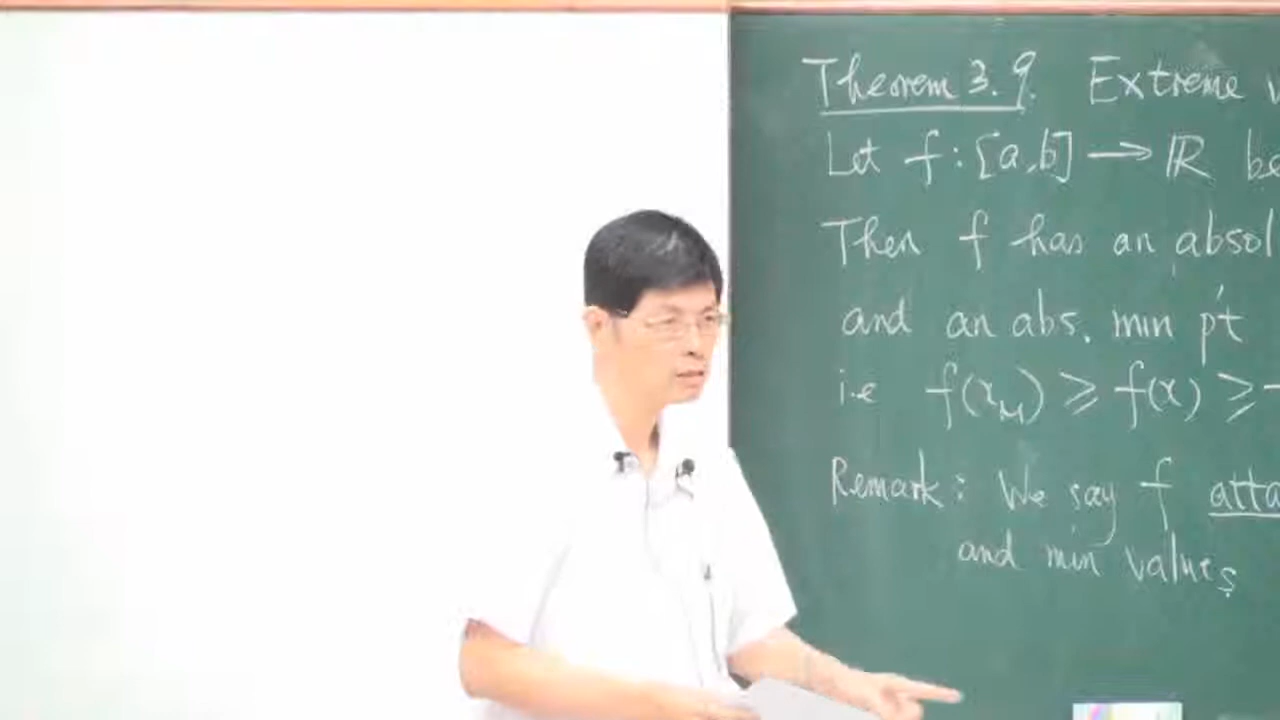 Theorem 3.9. Extreme
Let f : [a,b] → ℝ be
Then f has an absol
and an abs. min p't
i.e f(x_M) ≥ f(x) ≥
Remark : We say f atta
and min values